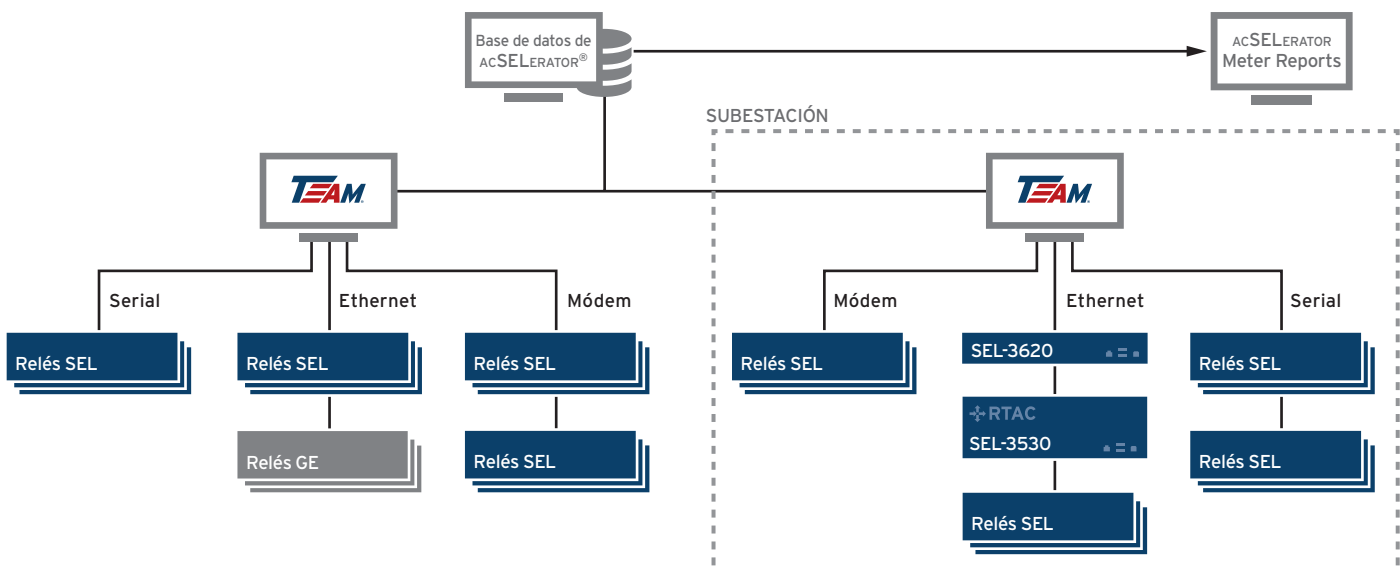 Base de datos de
ACSELERATOR®
ACSELERATOR
Meter Reports
SUBESTACIÓN
TEAM
TEAM
Serial
Ethernet
Módem
Módem
Ethernet
Serial
Relés SEL
Relés SEL
Relés SEL
Relés SEL
SEL-3620
Relés SEL
RTAC
SEL-3530
Relés GE
Relés SEL
Relés SEL
Relés SEL